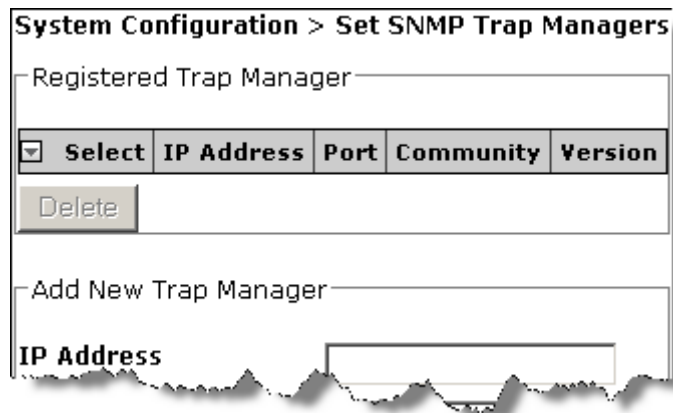 System Configuration > Set SNMP Trap Managers
Registered Trap Manager
Select IP Address Port Community Version
Delete
Add New Trap Manager
IP Address